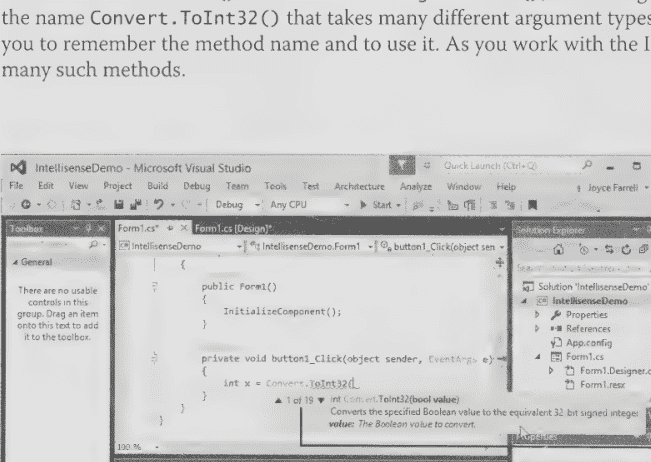 the name Convert.ToInt32() that takes many different argument types
you to remember the method name and to use it. As you work with the I
many such methods.
IntellisenseDemo - Microsoft Visual Studio
Quick Launch (Ctrl+Q)
File Edit View Project Build Debug Team Tools Test Architecture Analyze Window Help
Joyce Farrell
Debug Any CPU Start
Toolbox
Form1.cs* Form1.cs [Design]*
Solution Explorer
IntellisenseDemo IntellisenseDemo.Form1 button1_Click(object sen
General
There are no usable
controls in this
group. Drag an item
onto this text to add
it to the toolbox.
{
public Form1()
{
InitializeComponent();
}
private void button1_Click(object sender, EventArgs e)
{
int x = Convert.ToInt32(
}
}
}
1 of 19 int Convert.ToInt32(bool value)
Converts the specified Boolean value to the equivalent 32-bit signed integer
value: The Boolean value to convert.
100 %
Solution 'IntellisenseDemo'
IntellisenseDemo
Properties
References
App.config
Form1.cs
Form1.Designer.c
Form1.resx
Properties